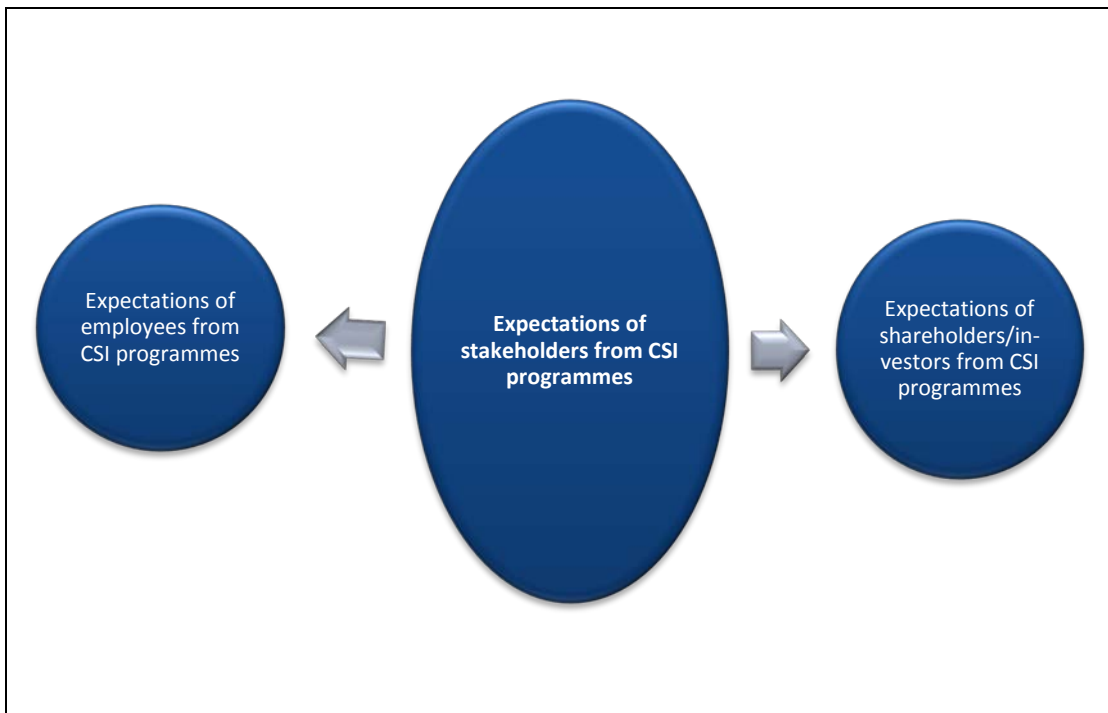 Expectations of
employees from
CSI programmes
Expectations of
stakeholders from CSI
programmes
Expectations of
shareholders/in-
vestors from CSI
programmes